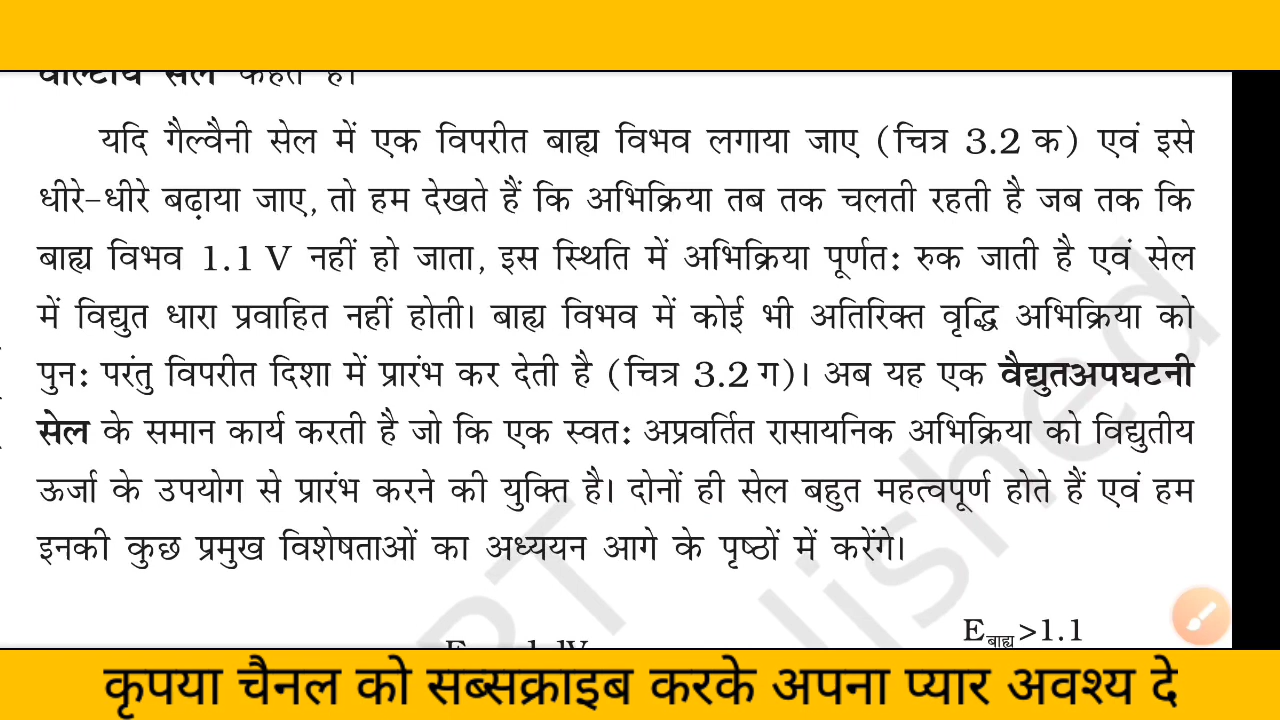 वोल्टीय सेल कहते हैं।
यदि गैल्वैनी सेल में एक विपरीत बाह्य विभव लगाया जाए (चित्र 3.2 क) एवं इसे
धीरे-धीरे बढ़ाया जाए, तो हम देखते हैं कि अभिक्रिया तब तक चलती रहती है जब तक कि
बाह्य विभव 1.1 V नहीं हो जाता, इस स्थिति में अभिक्रिया पूर्णत: रुक जाती है एवं सेल
में विद्युत धारा प्रवाहित नहीं होती। बाह्य विभव में कोई भी अतिरिक्त वृद्धि अभिक्रिया को
पुन: परंतु विपरीत दिशा में प्रारंभ कर देती है (चित्र 3.2 ग)। अब यह एक वैद्युतअपघटनी
सेल के समान कार्य करती है जो कि एक स्वत: अप्रवर्तित रासायनिक अभिक्रिया को विद्युतीय
ऊर्जा के उपयोग से प्रारंभ करने की युक्ति है। दोनों ही सेल बहुत महत्वपूर्ण होते हैं एवं हम
इनकी कुछ प्रमुख विशेषताओं का अध्ययन आगे के पृष्ठों में करेंगे।
E बाह्य >1.1
कृपया चैनल को सब्सक्राइब करके अपना प्यार अवश्य दे